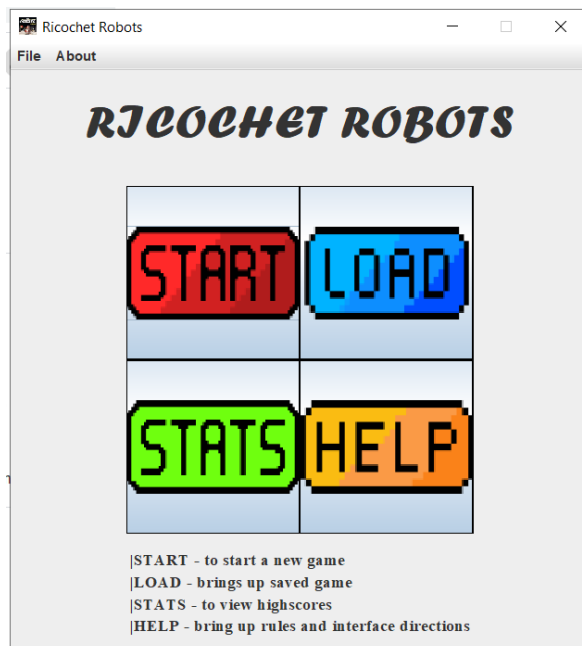 Ricochet Robots
File About
RICOCHET ROBOTS
START LOAD
STATS HELP
|START - to start a new game
|LOAD - brings up saved game
|STATS - to view highscores
|HELP - bring up rules and interface directions